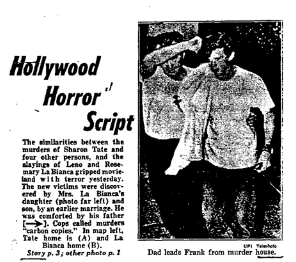 Hollywood
Horror
Script
The similarities between the
murders of Sharon Tate and
four other persons, and the
slayings of Leno and Rose-
mary La Bianca gripped movie-
land with terror yesterday.
The new victims were discov-
ered by Mrs. La Bianca's
daughter (photo far left) and
son, by an earlier marriage. He
was comforted by his father
[→]. Cops called murders
"carbon copies." In map left,
Tate home is (A) and La
Bianca home (B).
Story p. 3; other photo p. 1
UPI Telephoto
Dad leads Frank from murder house.